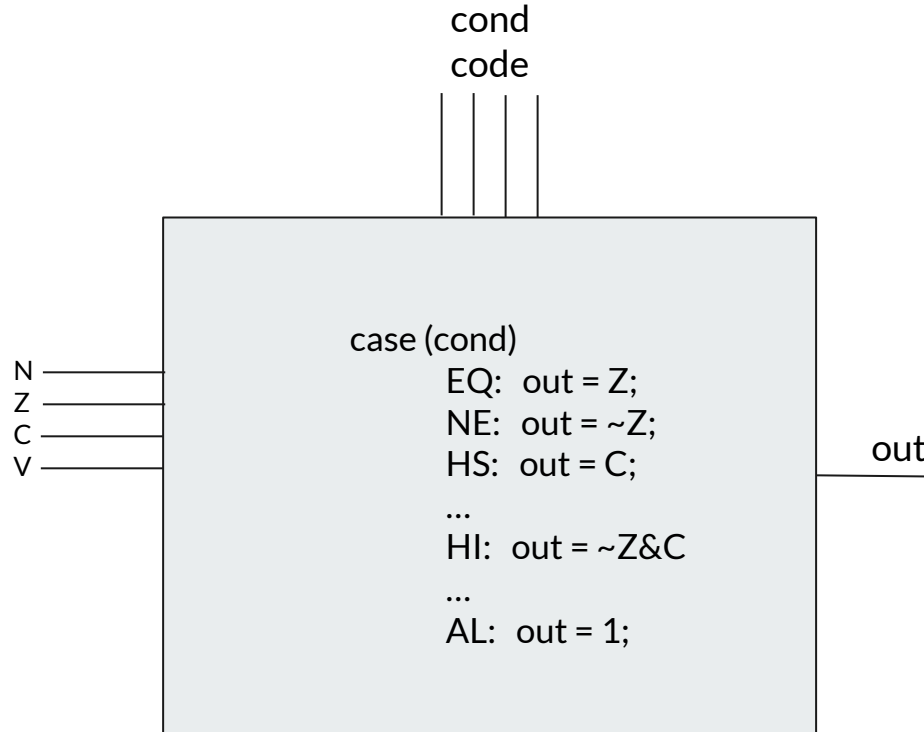 cond
code
case (cond)
N
EQ: out = Z;
Z
NE: out = ~Z;
C
out
HS: out = C;
V
...
HI: out = ~Z&C
...
AL: out = 1;